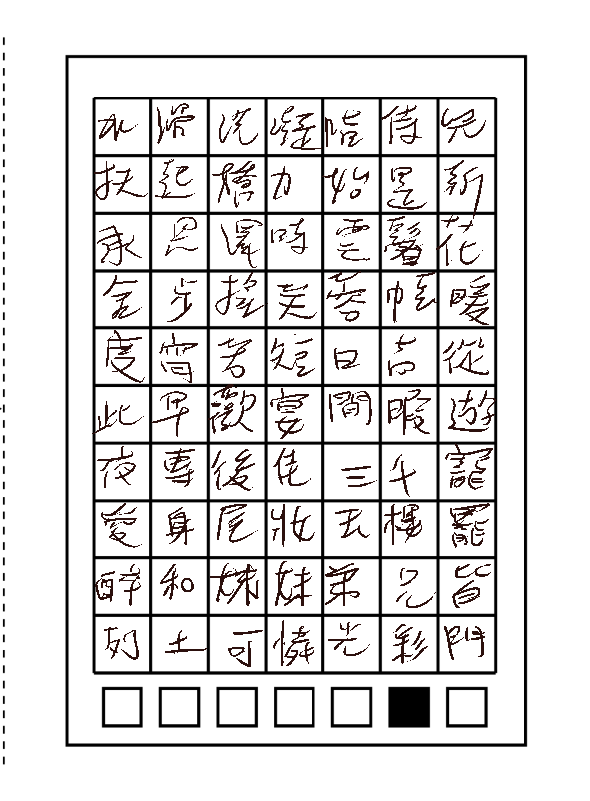 水滑洗凝脂侍兒
扶起橋力始是新
承恩澤時雲鬢花
金步搖芙蓉帳暖
度宵苦短日高從
此早歡宴間暇遊
夜專後佳三千寵
愛身屋妝玉樓罷
醉和妹妹弟兄皆
列土可憐光彩門